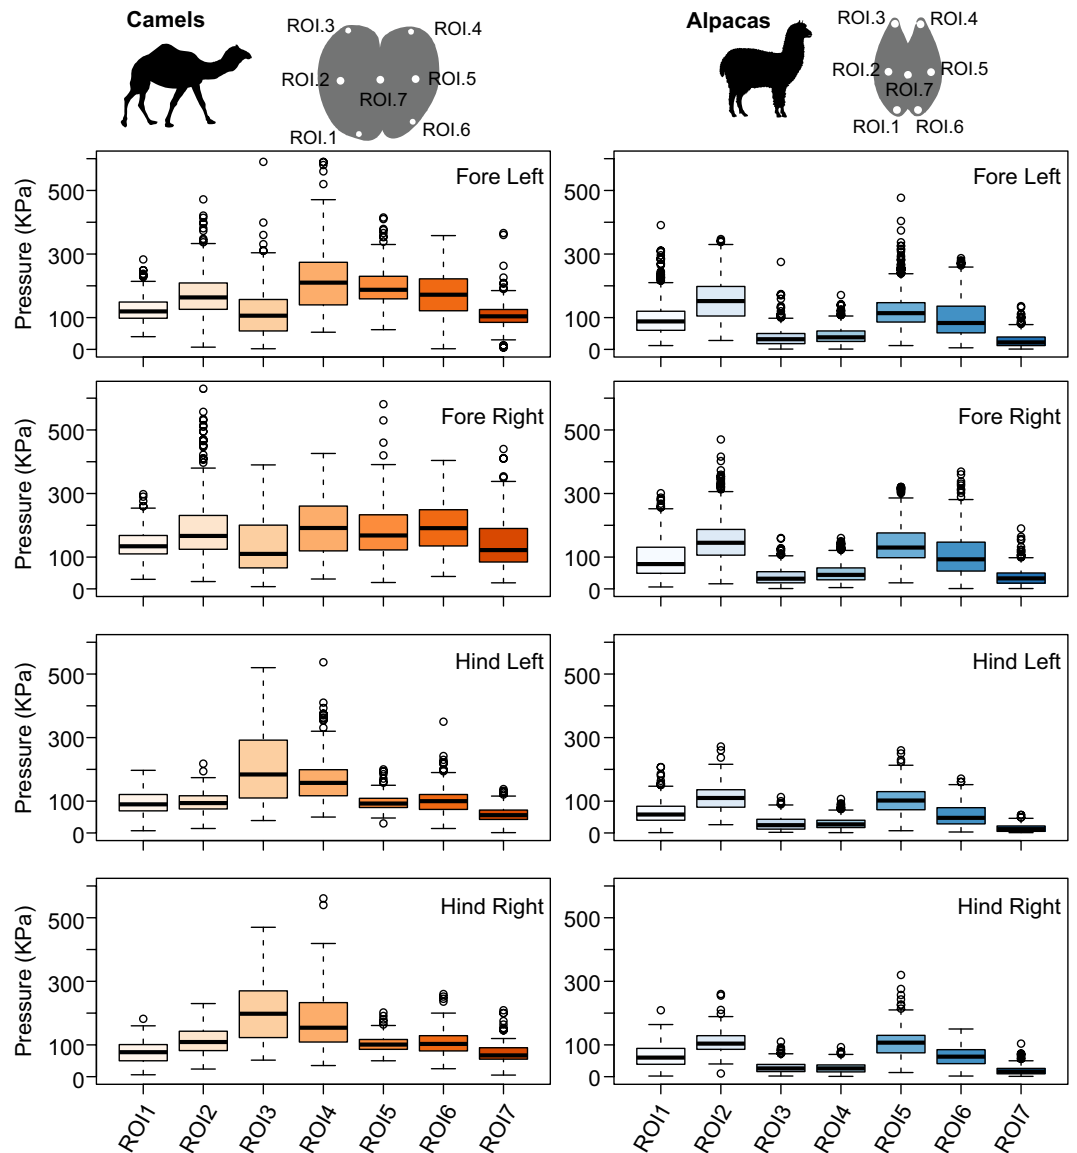 Camels
ROI.3
ROI.4
ROI.2
ROI.5
ROI.7
ROI.1
ROI.6
Alpacas
ROI.3
ROI.4
ROI.2
ROI.5
ROI.7
ROI.1
ROI.6
Pressure (KPa)
500
300
100
0
Fore Left
500
300
100
0
Fore Left
Pressure (KPa)
500
300
100
0
Fore Right
500
300
100
0
Fore Right
Pressure (KPa)
500
300
100
0
Hind Left
500
300
100
0
Hind Left
Pressure (KPa)
500
300
100
0
Hind Right
500
300
100
0
Hind Right
ROI1 ROI2 ROI3 ROI4 ROI5 ROI6 ROI7
ROI1 ROI2 ROI3 ROI4 ROI5 ROI6 ROI7